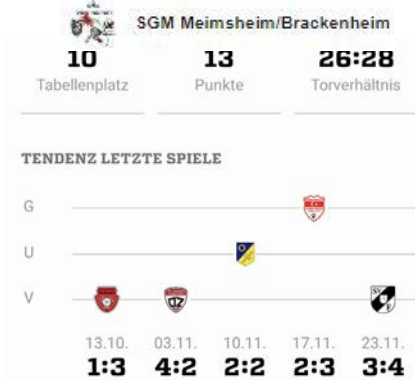 SGM Meimsheim/Brackenheim
10 13 26:28
Tabellenplatz Punkte Torverhältnis
TENDENZ LETZTE SPIELE
G
U
V
13.10. 03.11. 10.11. 17.11. 23.11.
1:3 4:2 2:2 2:3 3:4